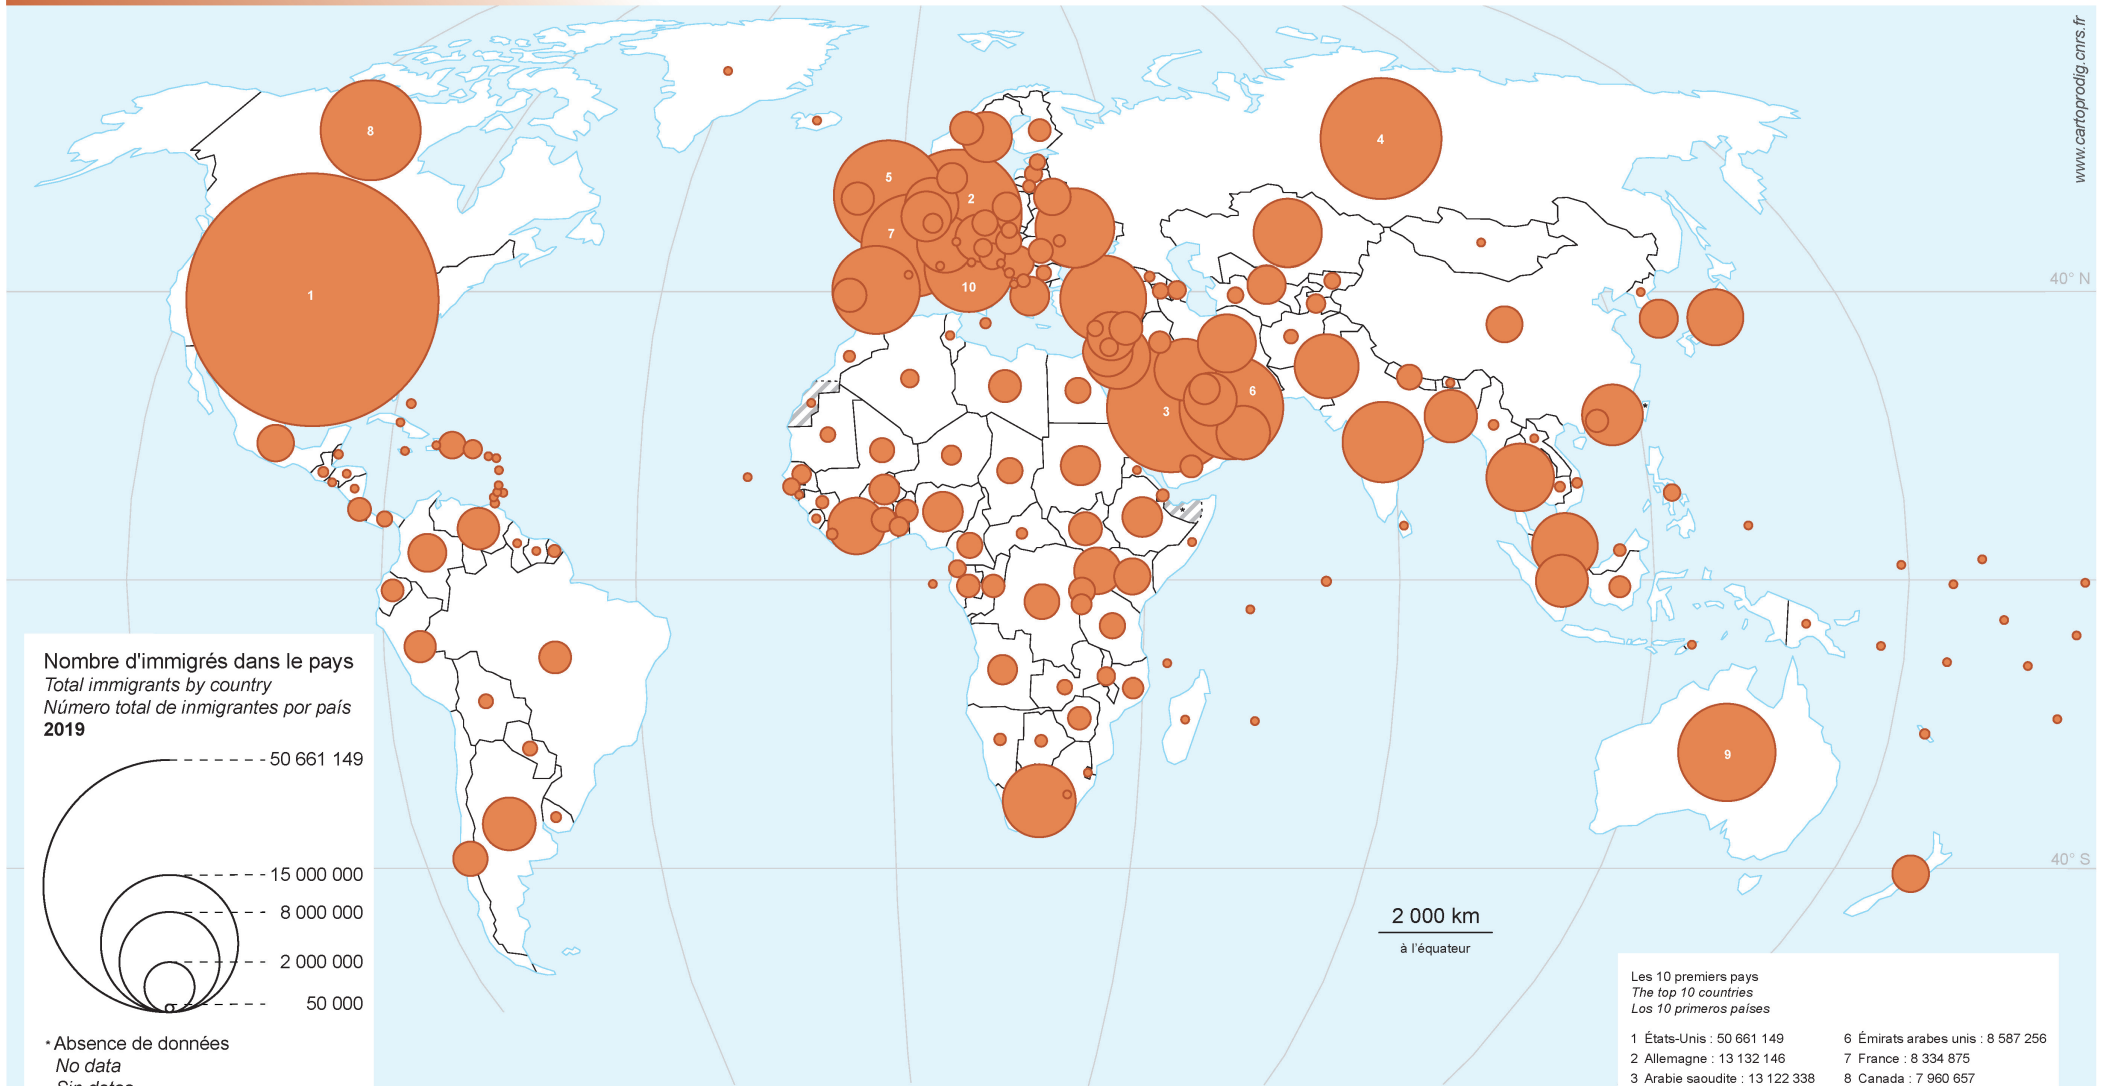 www.cartoprodig.cnrs.fr
8
4
5
2
7
1
10
40° N
6
3
*
*
9
40° S
Nombre d'immigrés dans le pays
Total immigrants by country
Número total de inmigrantes por país
2019
50 661 149
15 000 000
8 000 000
2 000 000
50 000
* Absence de données
No data
2 000 km
à l'équateur
Les 10 premiers pays
The top 10 countries
Los 10 primeros países
1 États-Unis : 50 661 149
2 Allemagne : 13 132 146
3 Arabie saoudite : 13 122 338
6 Émirats arabes unis : 8 587 256
7 France : 8 334 875
8 Canada : 7 960 657